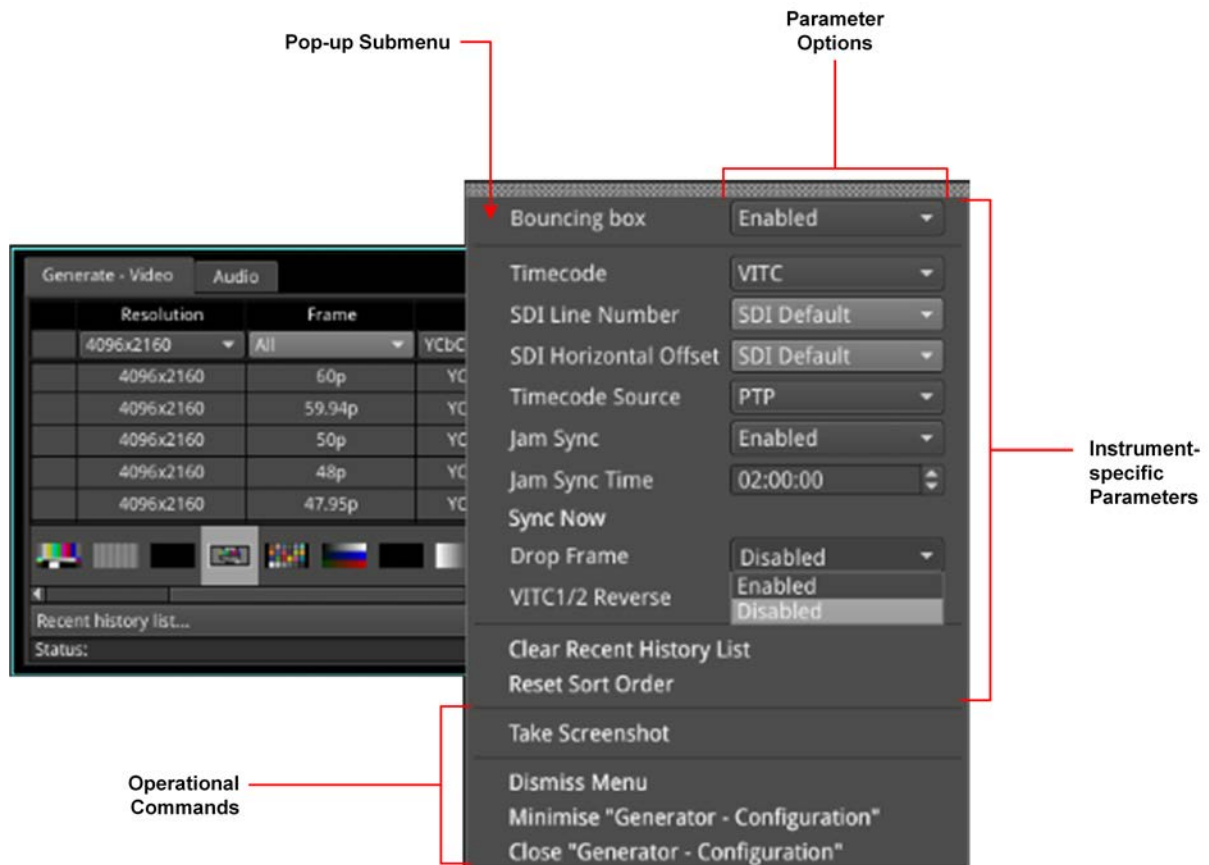 Parameter
Options
Pop-up Submenu
Bouncing box Enabled
Generate - Video Audio
Timecode VITC
Resolution Frame
SDI Line Number SDI Default
4096x2160 All YCbC
SDI Horizontal Offset SDI Default
4096x2160 60p YC
Timecode Source PTP
4096x2160 59.94p YC
Jam Sync Enabled
4096x2160 50p YC
Instrument-
specific
Parameters
4096x2160 48p YC
Jam Sync Time 02:00:00
4096x2160 47.95p YC
Sync Now
Drop Frame Disabled
Enabled
Disabled
VITC1/2 Reverse
Recent history list...
Status:
Clear Recent History List
Reset Sort Order
Take Screenshot
Operational
Commands
Dismiss Menu
Minimise "Generator - Configuration"
Close "Generator - Configuration"